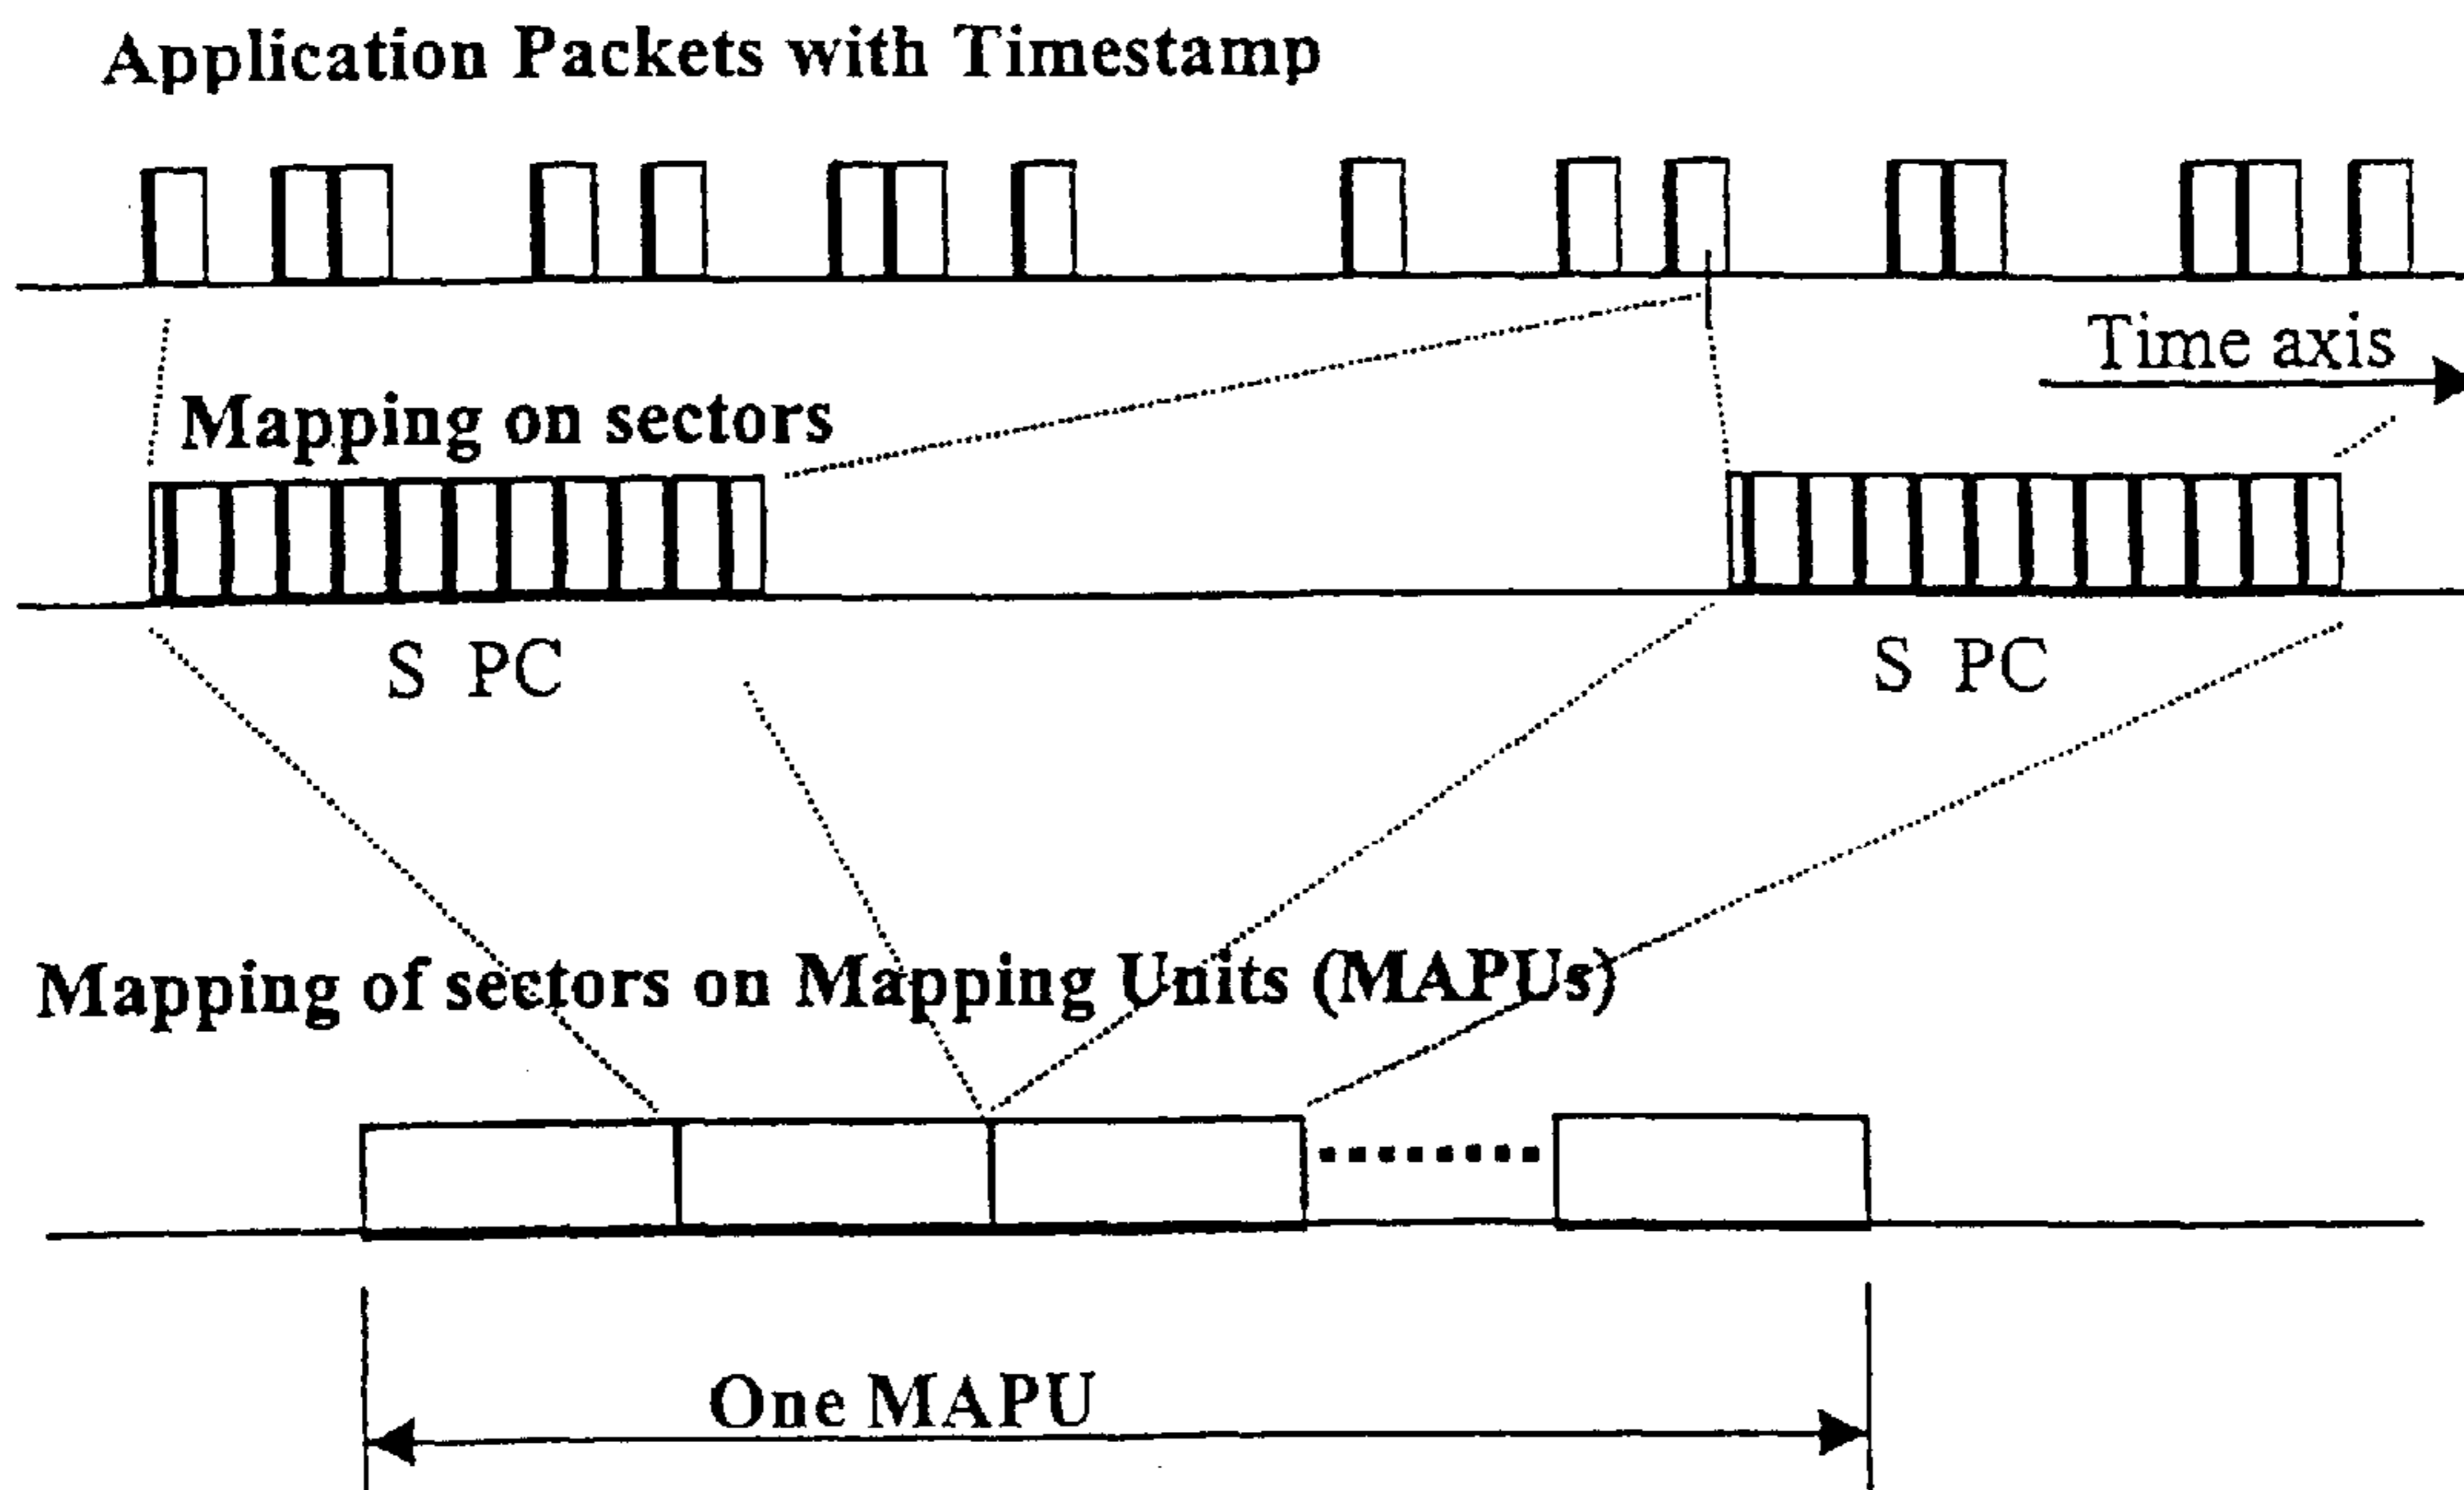 Application Packets with Timestamp
Time axis
Mapping on sectors
S PC
S PC
Mapping of sectors on Mapping Units (MAPUs)
One MAPU